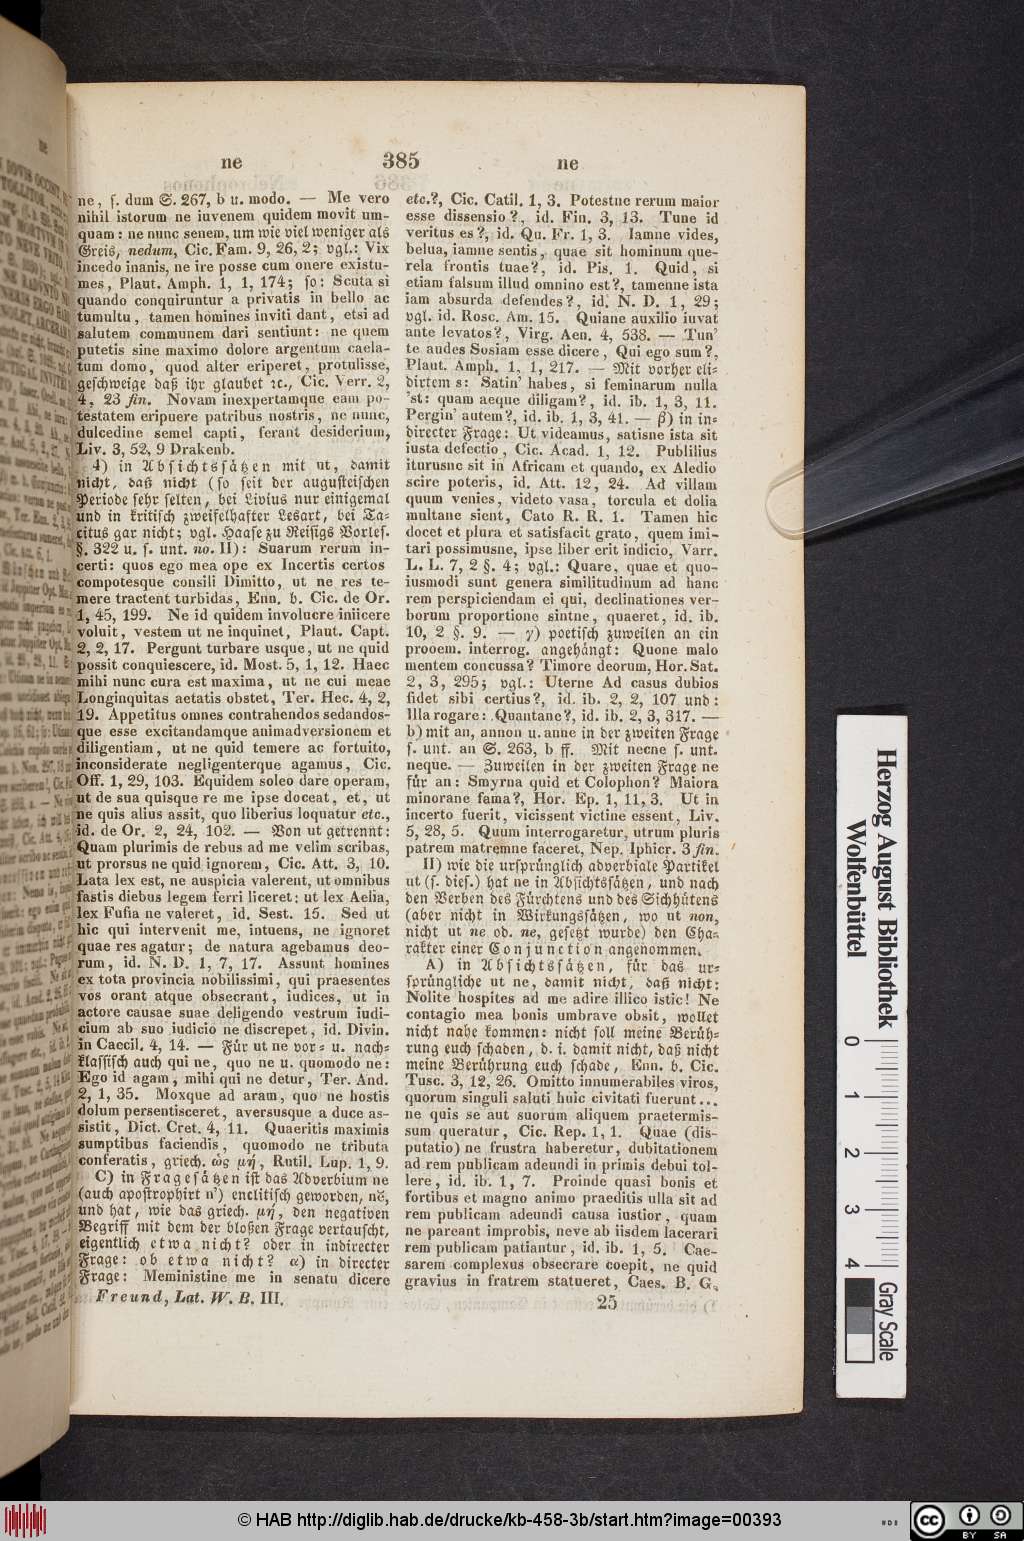 ne 385 ne
ne, ſ. dum S. 267, b u. modo. — Me vero
nihil istorum ne iuvenem quidem movit um-
quam: ne nunc senem, um wie viel weniger als
Greis, nedum, Cic. Fam. 9, 26, 2; vgl.: Vix
incedo inanis, ne ire posse cum onere existu-
mes, Plaut. Amph. 1, 1, 174; ſo: Scuta si
quando conquiruntur a privatis in bello ac
tumultu, tamen homines inviti dant, etsi ad
salutem communem dari sentiunt: ne quem
putetis sine maximo dolore argentum caela-
tum domo, quod alter eriperet, protulisse,
geſchweige daß ihr glaubet ꝛc., Cic. Verr. 2,
4, 23 fin. Novam inexpertamque eam po-
testatem eripuere patribus nostris, ne nunc,
dulcedine semel capti, ferant desiderium,
Liv. 3, 52, 9 Drakenb.
4) in Abſichtsſätzen mit ut, damit
nicht, daß nicht (ſo ſeit der auguſteiſchen
Periode ſehr ſelten, bei Livius nur einigemal
und in kritiſch zweifelhafter Lesart, bei Ta-
citus gar nicht; vgl. Haaſe zu Reiſigs Vorleſ.
§. 322 u. ſ. unt. no. II): Suarum rerum in-
certi: quos ego mea ope ex Incertis certos
compotesque consili Dimitto, ut ne res te-
mere tractent turbidas, Enn. b. Cic. de Or.
1, 45, 199. Ne id quidem involucre iniicere
voluit, vestem ut ne inquinet, Plaut. Capt.
2, 2, 17. Pergunt turbare usque, ut ne quid
possit conquiescere, id. Most. 5, 1, 12. Haec
mihi nunc cura est maxima, ut ne cui meae
Longinquitas aetatis obstet, Ter. Hec. 4, 2,
19. Appetitus omnes contrahendos sedandos-
que esse excitandamque animadversionem et
diligentiam, ut ne quid temere ac fortuito,
inconsiderate negligenterque agamus, Cic.
Off. 1, 29, 103. Equidem soleo dare operam,
ut de sua quisque re me ipse doceat, et, ut
ne quis alius assit, quo liberius loquatur etc.,
id. de Or. 2, 24, 102. — Von ut getrennt:
Quam plurimis de rebus ad me velim scribas,
ut prorsus ne quid ignorem, Cic. Att. 3, 10.
Lata lex est, ne auspicia valerent, ut omnibus
fastis diebus legem ferri liceret: ut lex Aelia,
lex Fufia ne valeret, id. Sest. 15. Sed ut
hic qui intervenit me, intuens, ne ignoret
quae res agatur; de natura agebamus deo-
rum, id. N. D. 1, 7, 17. Assunt homines
ex tota provincia nobilissimi, qui praesentes
vos orant atque obsecrant, iudices, ut in
actore causae suae deligendo vestrum iudi-
cium ab suo iudicio ne discrepet, id. Divin.
in Caecil. 4, 14. — Für ut ne vor- u. nach-
klaſſiſch auch qui ne, quo ne u. quomodo ne:
Ego id agam, mihi qui ne detur, Ter. And.
2, 1, 35. Moxque ad aram, quo ne hostis
dolum persentisceret, aversusque a duce as-
sistit, Dict. Cret. 4, 11. Quaeritis maximis
sumptibus faciendis, quomodo ne tributa
conferatis, griech. ὡς μή, Rutil. Lup. 1, 9.
C) in Frageſätzen iſt das Adverbium ne
(auch apoſtrophirt n') enclitiſch geworden, nĕ,
und hat, wie das griech. μή, den negativen
Begriff mit dem der bloßen Frage vertauſcht,
eigentlich etwa nicht? oder in indirecter
Frage: ob etwa nicht? α) in directer
Frage: Meministine me in senatu dicere
Freund, Lat. W. B. III.
etc.?, Cic. Catil. 1, 3. Potestne rerum maior
esse dissensio?, id. Fin. 3, 13. Tune id
veritus es?, id. Qu. Fr. 1, 3. Iamne vides,
belua, iamne sentis, quae sit hominum que-
rela frontis tuae?, id. Pis. 1. Quid, si
etiam falsum illud omnino est?, tamenne ista
iam absurda defendes?, id. N. D. 1, 29;
vgl. id. Rosc. Am. 15. Quiane auxilio iuvat
ante levatos?, Virg. Aen. 4, 538. — Tun'
te audes Sosiam esse dicere, Qui ego sum?,
Plaut. Amph. 1, 1, 217. — Mit vorher eli-
dirtem s: Satin' habes, si feminarum nulla
'st: quam aeque diligam?, id. ib. 1, 3, 11.
Pergin' autem?, id. ib. 1, 3, 41. — β) in in-
directer Frage: Ut videamus, satisne ista sit
iusta defectio, Cic. Acad. 1, 12. Publilius
iturusne sit in Africam et quando, ex Aledio
scire poteris, id. Att. 12, 24. Ad villam
quum venies, videto vasa, torcula et dolia
multane sient, Cato R. R. 1. Tamen hic
docet et plura et satisfacit grato, quem imi-
tari possimusne, ipse liber erit indicio, Varr.
L. L. 7, 2 §. 4; vgl.: Quare, quae et quo-
iusmodi sunt genera similitudinum ad hanc
rem perspiciendam ei qui, declinationes ver-
borum proportione sintne, quaeret, id. ib.
10, 2 §. 9. — γ) poetiſch zuweilen an ein
prooem. interrog. angehängt: Quone malo
mentem concussa? Timore deorum, Hor. Sat.
2, 3, 295; vgl.: Uterne Ad casus dubios
fidet sibi certius?, id. ib. 2, 2, 107 und:
Illa rogare: Quantane?, id. ib. 2, 3, 317. —
b) mit an, annon u. anne in der zweiten Frage
ſ. unt. an S. 263, b ff. Mit necne ſ. unt.
neque. — Zuweilen in der zweiten Frage ne
für an: Smyrna quid et Colophon? Maiora
minorane fama?, Hor. Ep. 1, 11, 3. Ut in
incerto fuerit, vicissent victine essent, Liv.
5, 28, 5. Quum interrogaretur, utrum pluris
patrem matremne faceret, Nep. Iphicr. 3 fin.
II) wie die urſprünglich adverbiale Partikel
ut (ſ. dieſ.) hat ne in Abſichtsſätzen, und nach
den Verben des Fürchtens und des Sichhütens
(aber nicht in Wirkungsſätzen, wo ut non,
nicht ut ne od. ne, geſetzt wurde) den Cha-
rakter einer Conjunction angenommen.
A) in Abſichtsſätzen, für das ur-
ſprüngliche ut ne, damit nicht, daß nicht:
Nolite hospites ad me adire illico istic! Ne
contagio mea bonis umbrave obsit, wollet
nicht nahe kommen: nicht ſoll meine Berüh-
rung euch ſchaden, d. i. damit nicht, daß nicht
meine Berührung euch ſchade, Enn. b. Cic.
Tusc. 3, 12, 26. Omitto innumerabiles viros,
quorum singuli saluti huic civitati fuerunt...
ne quis se aut suorum aliquem praetermis-
sum queratur, Cic. Rep. 1, 1. Quae (dis-
putatio) ne frustra haberetur, dubitationem
ad rem publicam adeundi in primis debui tol-
lere, id. ib. 1, 7. Proinde quasi bonis et
fortibus et magno animo praeditis ulla sit ad
rem publicam adeundi causa iustior, quam
ne pareant improbis, neve ab iisdem lacerari
rem publicam patiantur, id. ib. 1, 5. Cae-
sarem complexus obsecrare coepit, ne quid
gravius in fratrem statueret, Caes. B. G.
25
Herzog August Bibliothek
Wolfenbüttel
0
1
2
3
4
Gray Scale
© HAB http://diglib.hab.de/drucke/kb-458-3b/start.htm?image=00393
cc BY SA